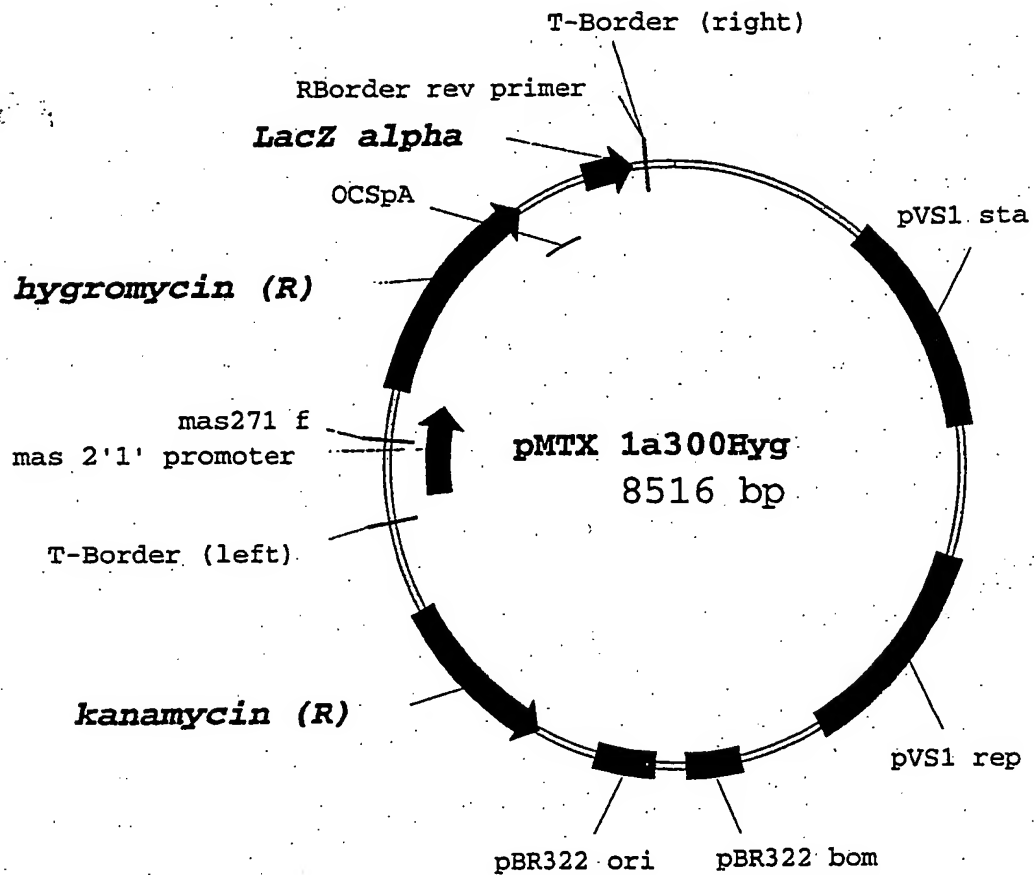 T-Border (right)
RBorder rev primer
LacZ alpha
OCSpA
pVS1 sta
hygromycin (R)
mas271 f
mas 2'1' promoter
pMTX 1a300Hyg
8516 bp
T-Border (left)
kanamycin (R)
pVS1 rep
pBR322 ori
pBR322 bom